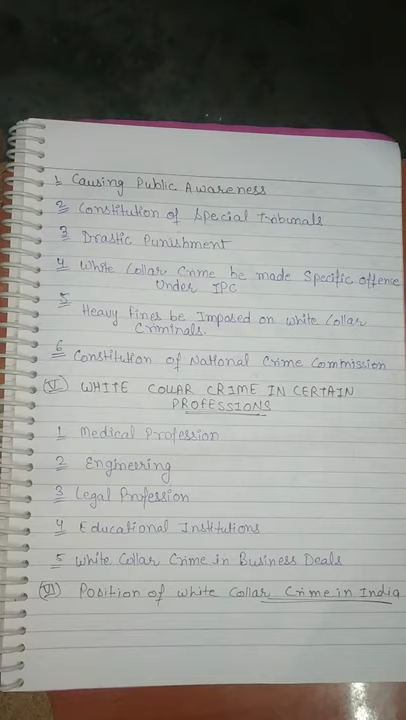 1 Causing Public Awareness
2 Constitution of Special Tribunals
3 Drastic Punishment
4 White Collar Crime be made Specific offence
Under IPC
5 Heavy Fines be Imposed on White Collar
Criminals.
6 Constitution of National Crime Commission
(V) WHITE COLLAR CRIME IN CERTAIN
PROFESSIONS
1 Medical Profession
2 Engineering
3 Legal Profession
4 Educational Institutions
5 White Collar Crime in Business Deals
(VI) Position of White Collar Crime in India